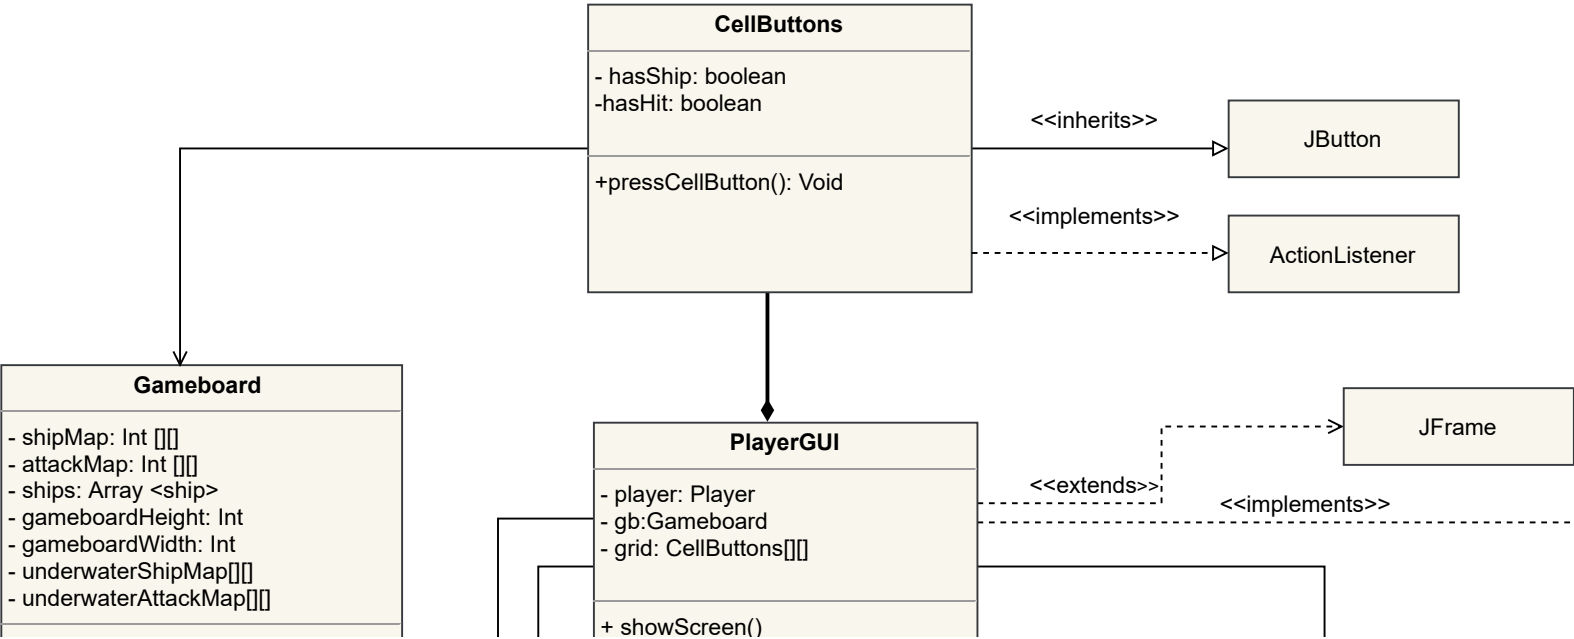 CellButtons
- hasShip: boolean
-hasHit: boolean
+pressCellButton(): Void
<<inherits>>
JButton
<<implements>>
ActionListener
Gameboard
- shipMap: Int [][]
- attackMap: Int [][]
- ships: Array <ship>
- gameboardHeight: Int
- gameboardWidth: Int
- underwaterShipMap[][]
- underwaterAttackMap[][]
PlayerGUI
- player: Player
- gb:Gameboard
- grid: CellButtons[][]
+ showScreen()
<<extends>>
JFrame
<<implements>>